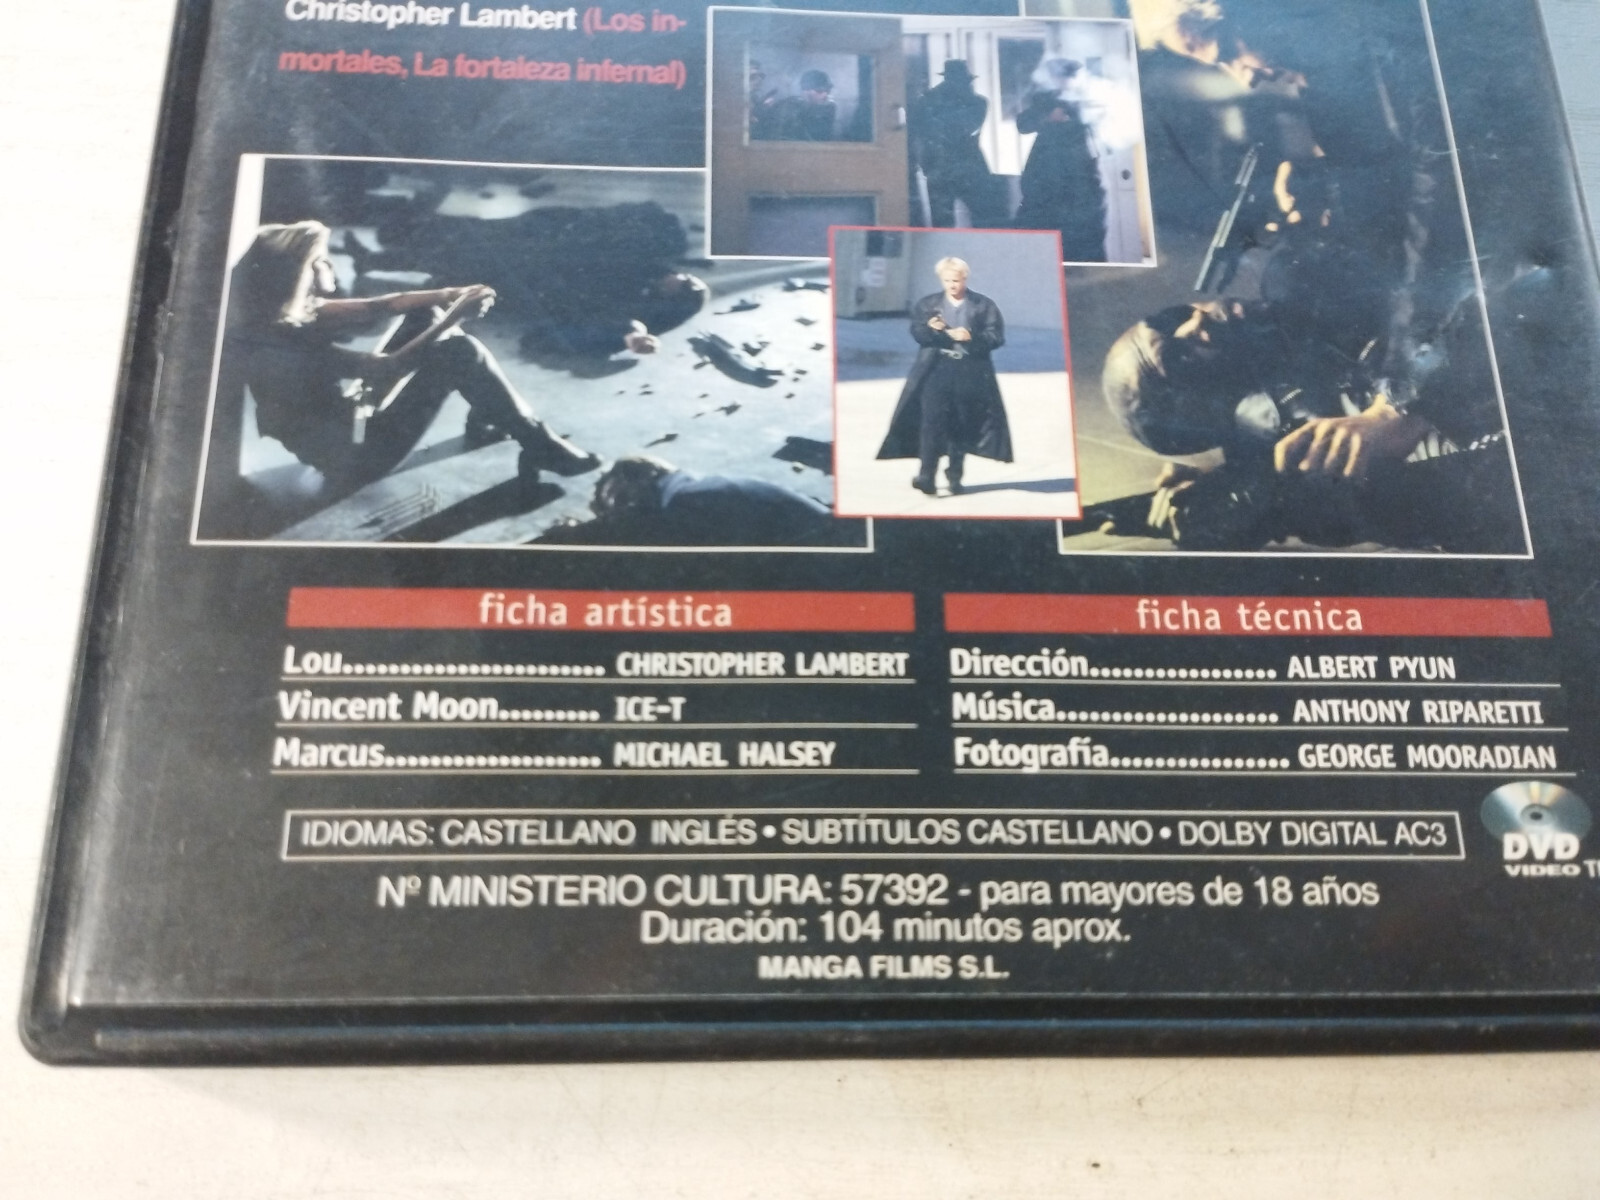 Christopher Lambert (Los in-
mortales, La fortaleza infernal)
ficha artística
Lou....................... CHRISTOPHER LAMBERT
Vincent Moon......... ICE-T
Marcus................... MICHAEL HALSEY
ficha técnica
Dirección................. ALBERT PYUN
Música.................... ANTHONY RIPARETTI
Fotografía................ GEORGE MOORADIAN
IDIOMAS: CASTELLANO INGLÉS • SUBTÍTULOS CASTELLANO • DOLBY DIGITAL AC3
DVD
VIDEO
Nº MINISTERIO CULTURA: 57392 - para mayores de 18 años
Duración: 104 minutos aprox.
MANGA FILMS S.L.